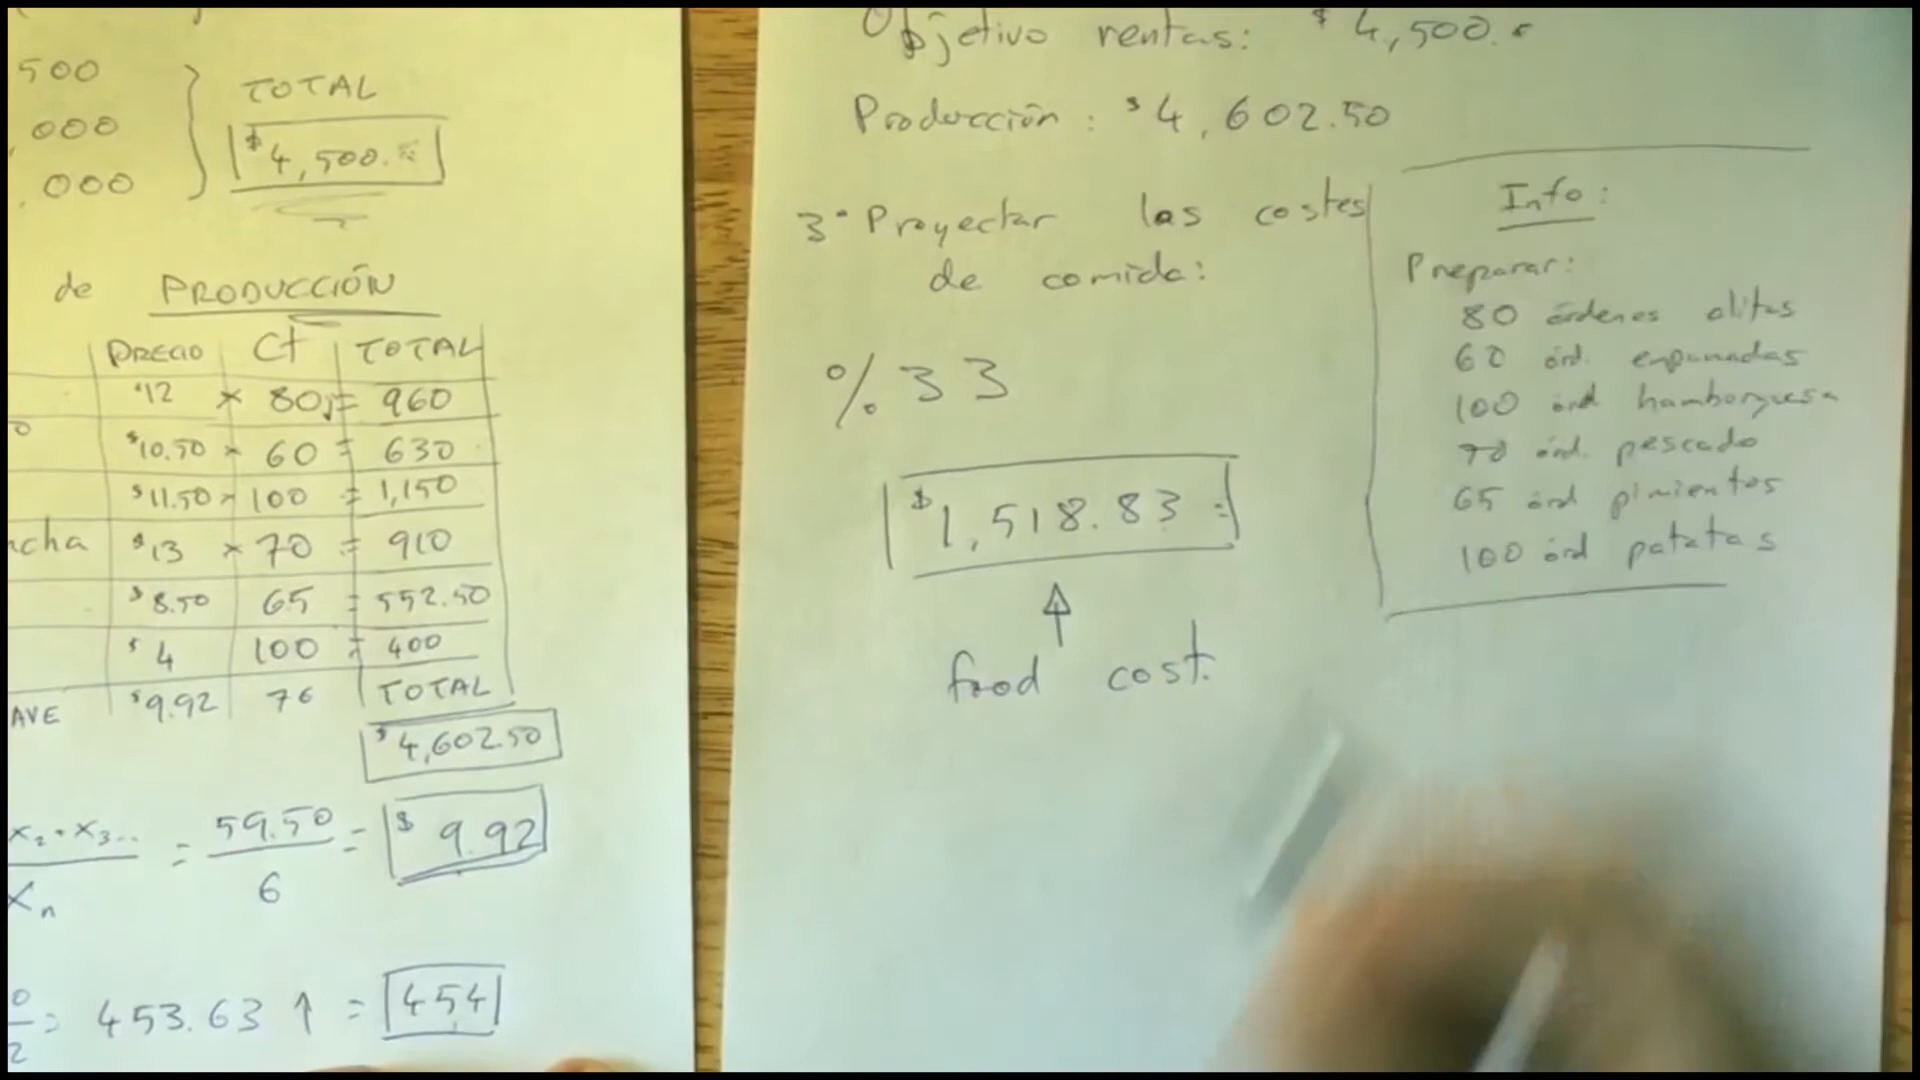 500
000
.000
TOTAL
$4,500.
de PRODUCCIÓN
PRECIO Ct TOTAL
$12 × 80 = 960
$10.50 × 60 = 630
$11.50 × 100 = 1,150
ncha $13 × 70 = 910
$8.50 65 = 552.50
$4 100 = 400
AVE $9.92 76 TOTAL
$4,602.50
x2 + x3... = 59.50 = $9.92
Xn 6
0
2
= 453.63 ↑ = 454
Objetivo rentas: $4,500.
Producción: $4,602.50
3º Proyectar los costes
de comida:
% 33
$1,518.83 =
↑
food cost.
Info:
Preparar:
80 órdenes alitas
60 órd. empanadas
100 órd hamburguesa
70 órd. pescado
65 órd pimientos
100 órd patatas